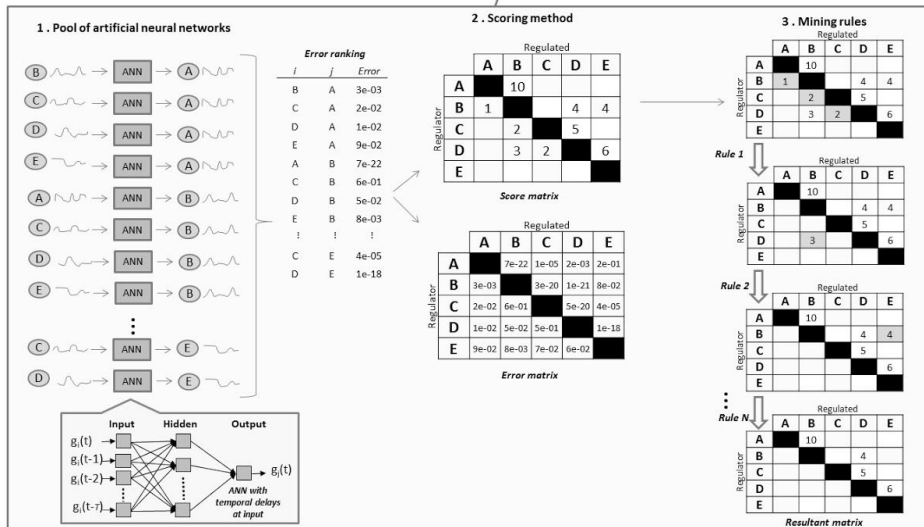 1 . Pool of artificial neural networks
B ANN A
C ANN A
D ANN A
E ANN A
A ANN B
C ANN B
D ANN B
E ANN B
C ANN E
D ANN E
Input Hidden Output
gᵢ(t)
gᵢ(t-1)
gᵢ(t-2)
gᵢ(t-T)
gⱼ(t)
ANN with
temporal delays
at input
Error ranking
i j Error
B A 3e-03
C A 2e-02
D A 1e-02
E A 9e-02
A B 7e-22
C B 6e-01
D B 5e-02
E B 8e-03
⋮ ⋮ ⋮
C E 4e-05
D E 1e-18
2 . Scoring method
Regulated
A B C D E
Regulator
A 10
B 1 4 4
C 2 5
D 3 2 6
E
Score matrix
Regulated
A B C D E
Regulator
A 7e-22 1e-05 2e-03 2e-01
B 3e-03 3e-20 1e-21 8e-02
C 2e-02 6e-01 5e-20 4e-05
D 1e-02 5e-02 5e-01 1e-18
E 9e-02 8e-03 7e-02 6e-02
Error matrix
3 . Mining rules
Regulated
A B C D E
Regulator
A 10
B 1 4 4
C 2 5
D 3 2 6
E
Rule 1
Regulated
A B C D E
Regulator
A 10
B 4 4
C 5
D 3 6
E
Rule 2
Regulated
A B C D E
Regulator
A 10
B 4 4
C 5
D 6
E
Rule N
Regulated
A B C D E
Regulator
A 10
B 4
C 5
D 6
E
Resultant matrix